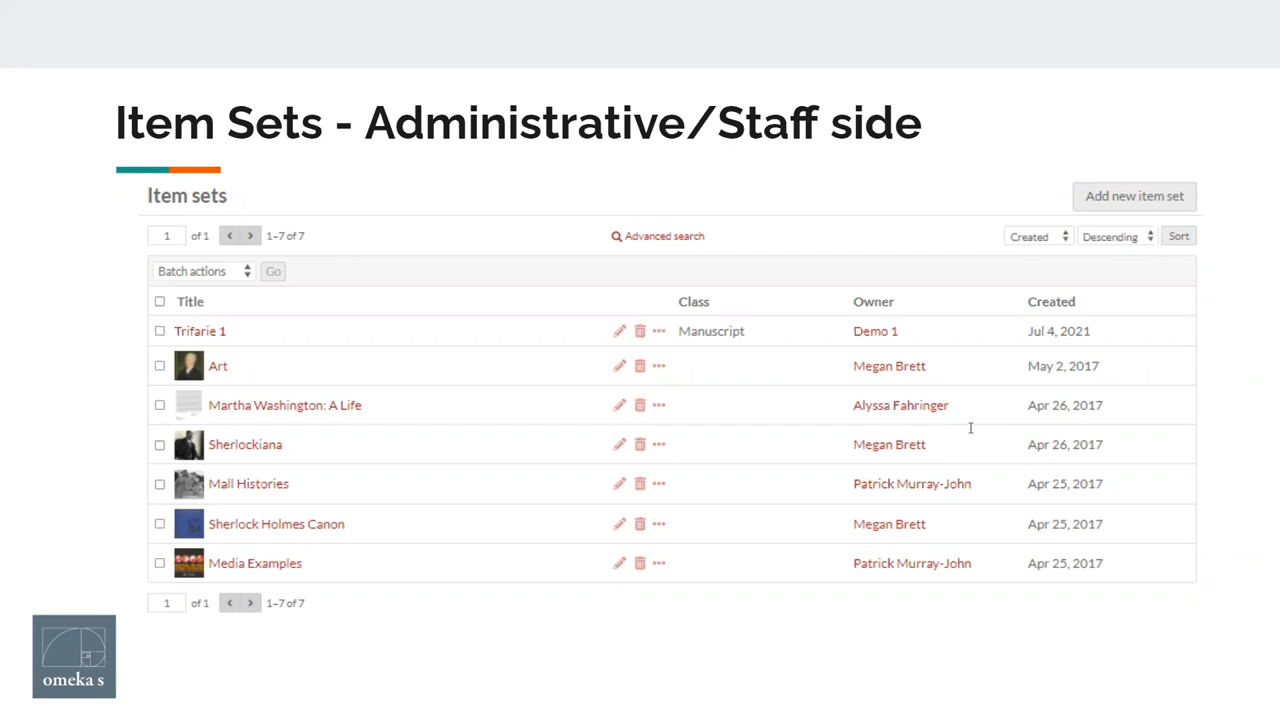 Item Sets - Administrative/Staff side
Item sets
Add new item set
1 of 1 < > 1–7 of 7
Advanced search
Created Descending Sort
Batch actions Go
Title Class Owner Created
Trifarie 1 Manuscript Demo 1 Jul 4, 2021
Art Megan Brett May 2, 2017
Martha Washington: A Life Alyssa Fahringer Apr 26, 2017
Sherlockiana Megan Brett Apr 26, 2017
Mall Histories Patrick Murray-John Apr 25, 2017
Sherlock Holmes Canon Megan Brett Apr 25, 2017
Media Examples Patrick Murray-John Apr 25, 2017
1 of 1 < > 1–7 of 7
omeka s